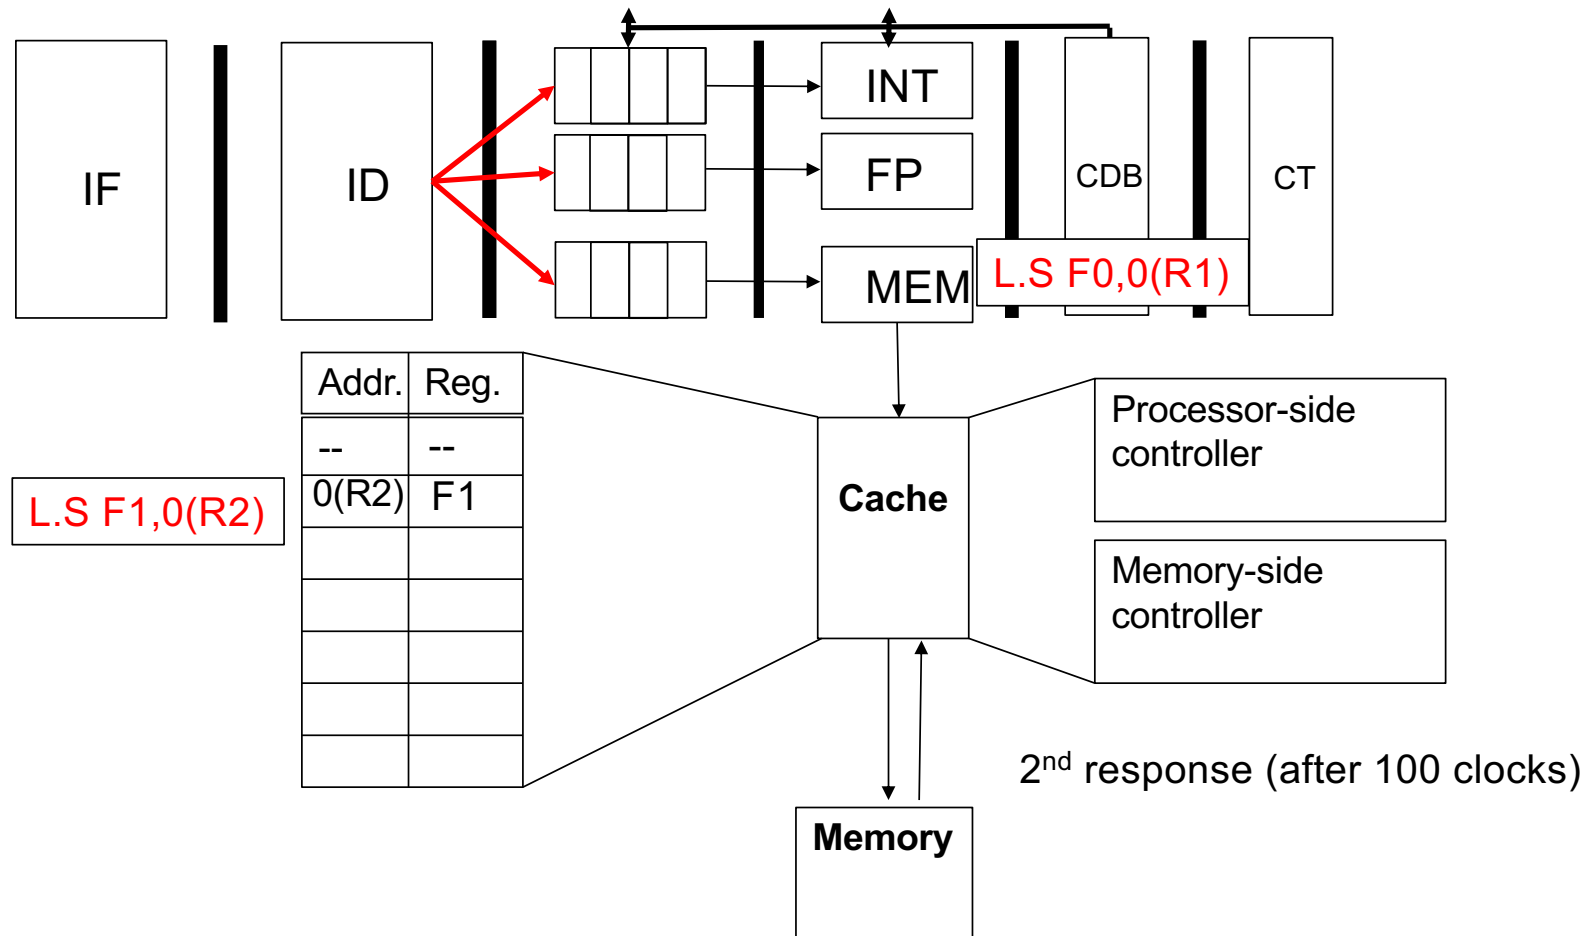 IF
ID
INT
FP
MEM
CDB
CT
L.S F0,0(R1)
Addr. Reg.
-- --
0(R2) F1
L.S F1,0(R2)
Cache
Processor-side
controller
Memory-side
controller
2nd response (after 100 clocks)
Memory